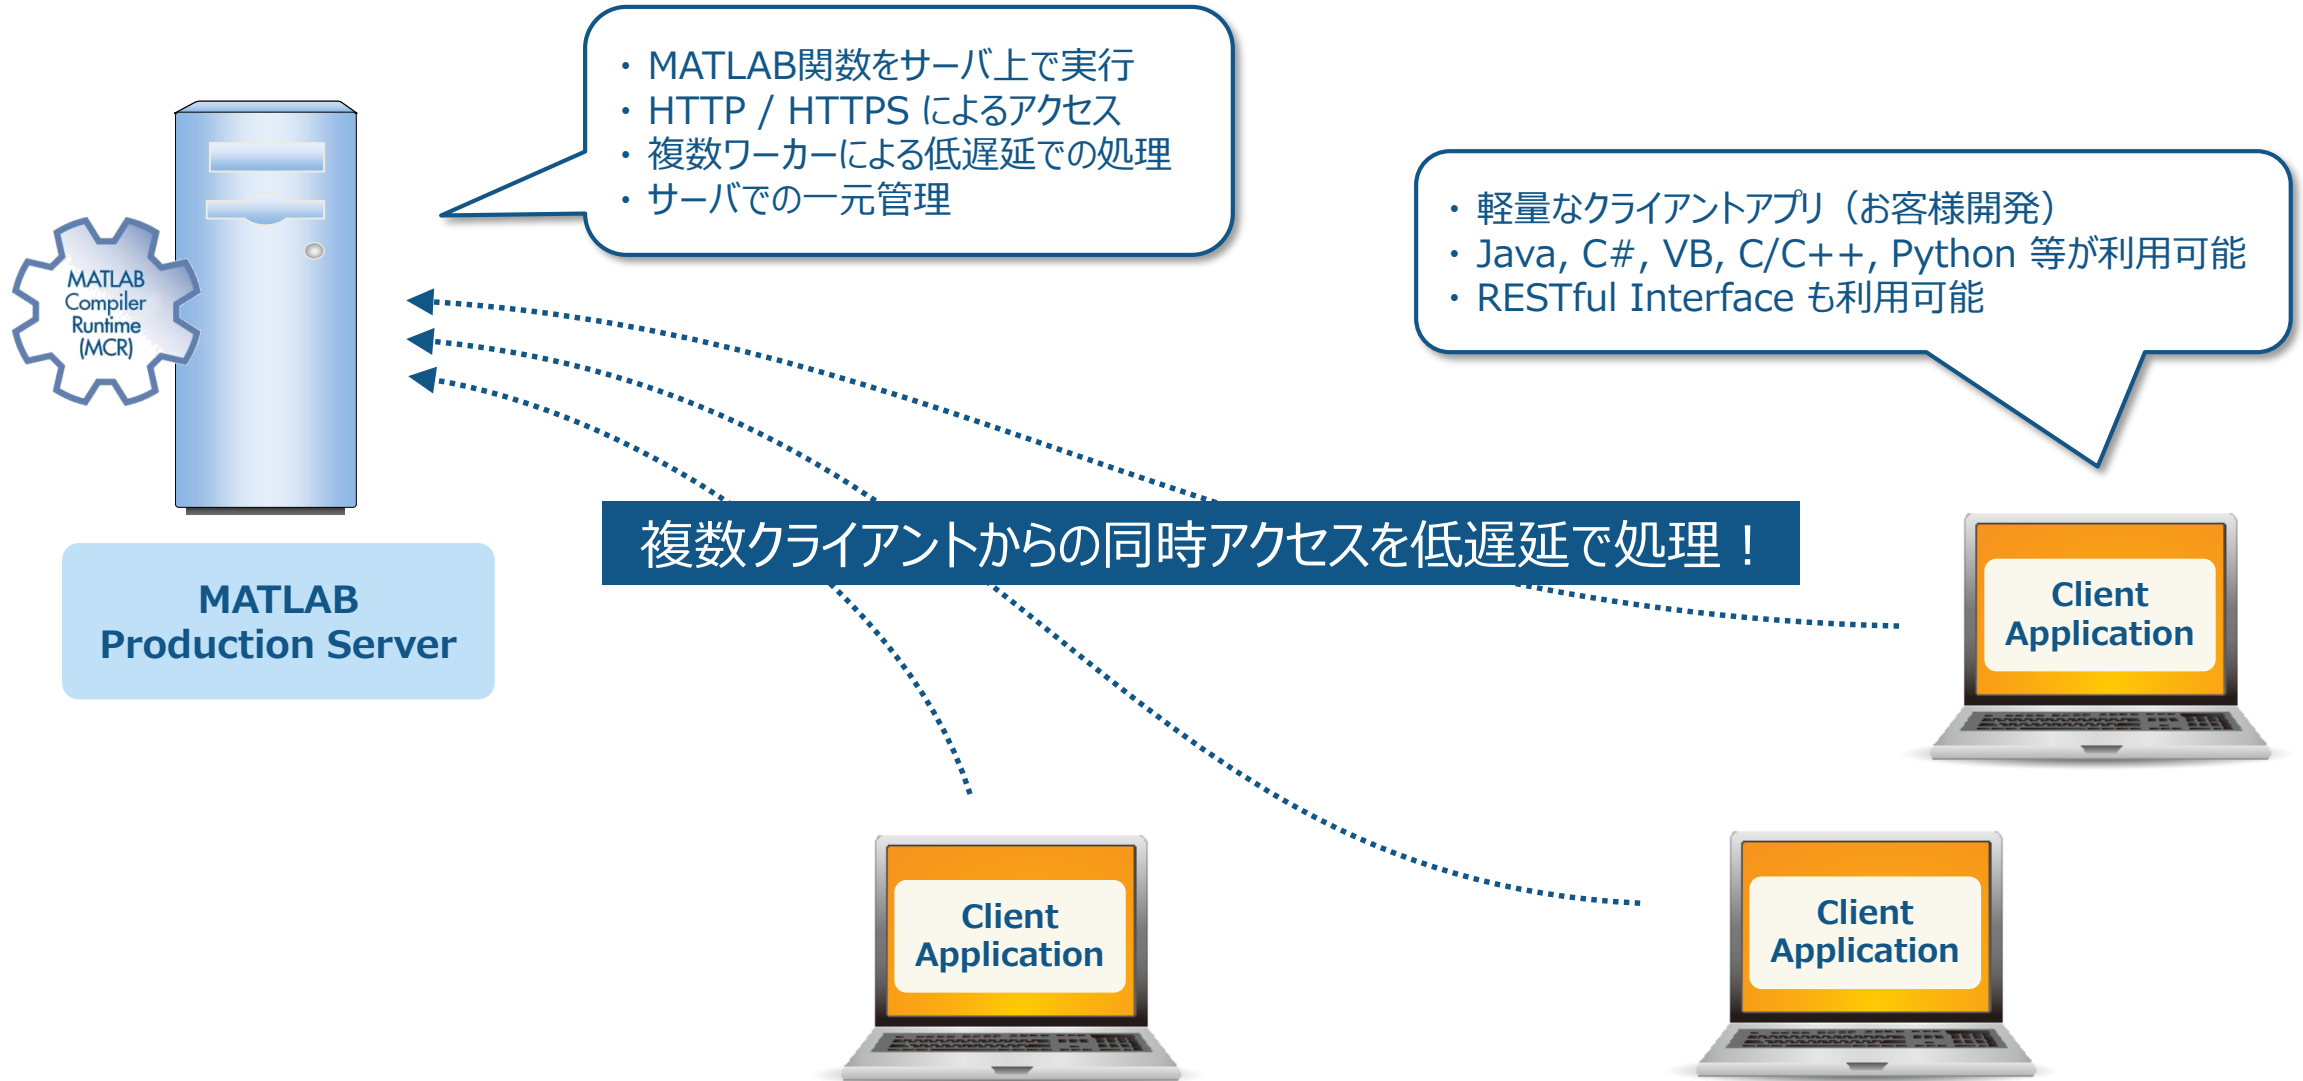 ・ MATLAB関数をサーバ上で実行
・ HTTP / HTTPS によるアクセス
・ 複数ワーカーによる低遅延での処理
・ サーバでの一元管理
・ 軽量なクライアントアプリ（お客様開発）
・ Java, C#, VB, C/C++, Python 等が利用可能
・ RESTful Interface も利用可能
MATLAB
Compiler
Runtime
(MCR)
複数クライアントからの同時アクセスを低遅延で処理！
MATLAB
Production Server
Client
Application
Client
Application
Client
Application